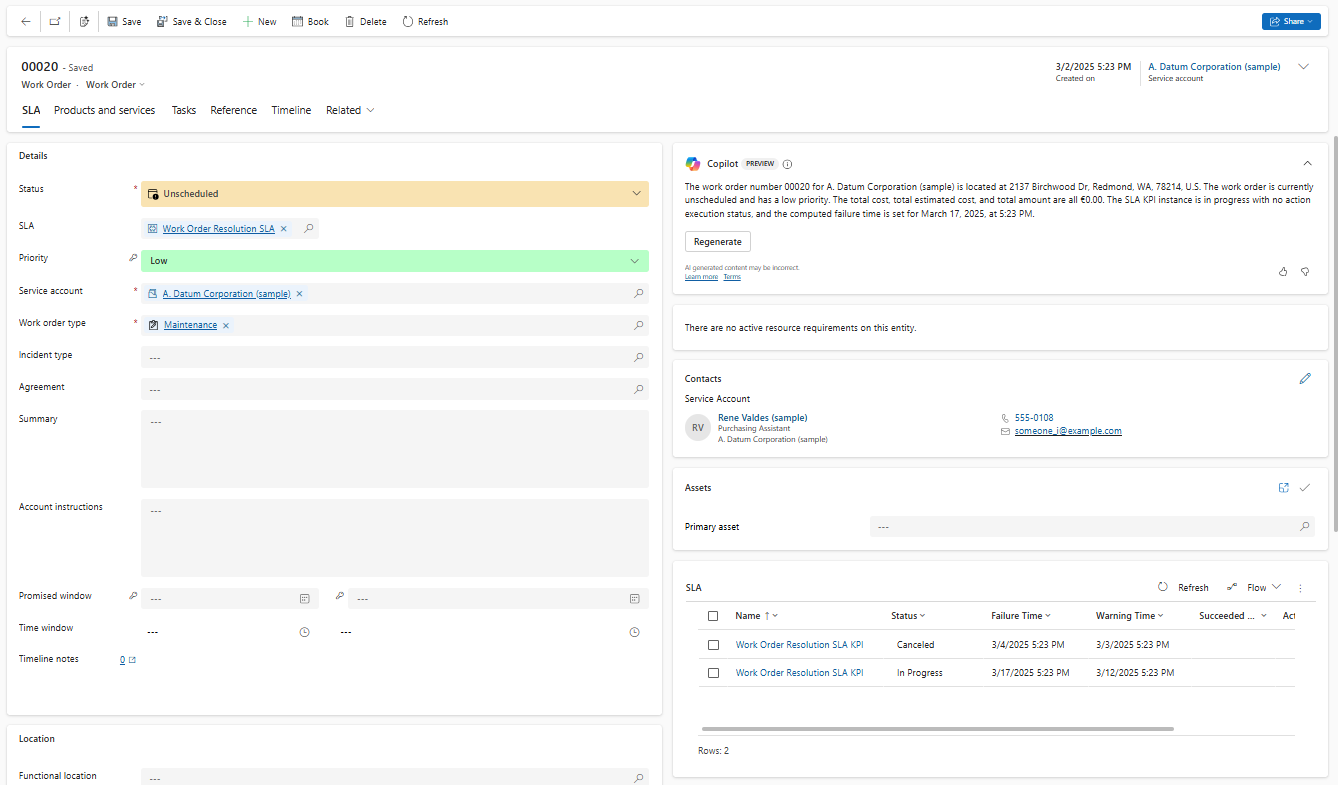 Save
Save & Close
New
Book
Delete
Refresh
Share
00020 - Saved
Work Order · Work Order
3/2/2025 5:23 PM
Created on
A. Datum Corporation (sample)
Service account
SLA
Products and services
Tasks
Reference
Timeline
Related
Details
Status * Unscheduled
SLA Work Order Resolution SLA
Priority Low
Service account * A. Datum Corporation (sample)
Work order type * Maintenance
Incident type ---
Agreement ---
Summary ---
Account instructions ---
Promised window --- ---
Time window --- ---
Timeline notes 0
Location
Functional location ---
Copilot PREVIEW
The work order number 00020 for A. Datum Corporation (sample) is located at 2137 Birchwood Dr, Redmond, WA, 78214, U.S. The work order is currently
unscheduled and has a low priority. The total cost, total estimated cost, and total amount are all €0.00. The SLA KPI instance is in progress with no action
execution status, and the computed failure time is set for March 17, 2025, at 5:23 PM.
Regenerate
AI generated content may be incorrect.
Learn more Terms
There are no active resource requirements on this entity.
Contacts
Service Account
RV
Rene Valdes (sample)
Purchasing Assistant
A. Datum Corporation (sample)
555-0108
someone_i@example.com
Assets
Primary asset ---
SLA
Refresh
Flow
Name ↑ Status Failure Time Warning Time Succeeded ... Act
Work Order Resolution SLA KPI Canceled 3/4/2025 5:23 PM 3/3/2025 5:23 PM
Work Order Resolution SLA KPI In Progress 3/17/2025 5:23 PM 3/12/2025 5:23 PM
Rows: 2